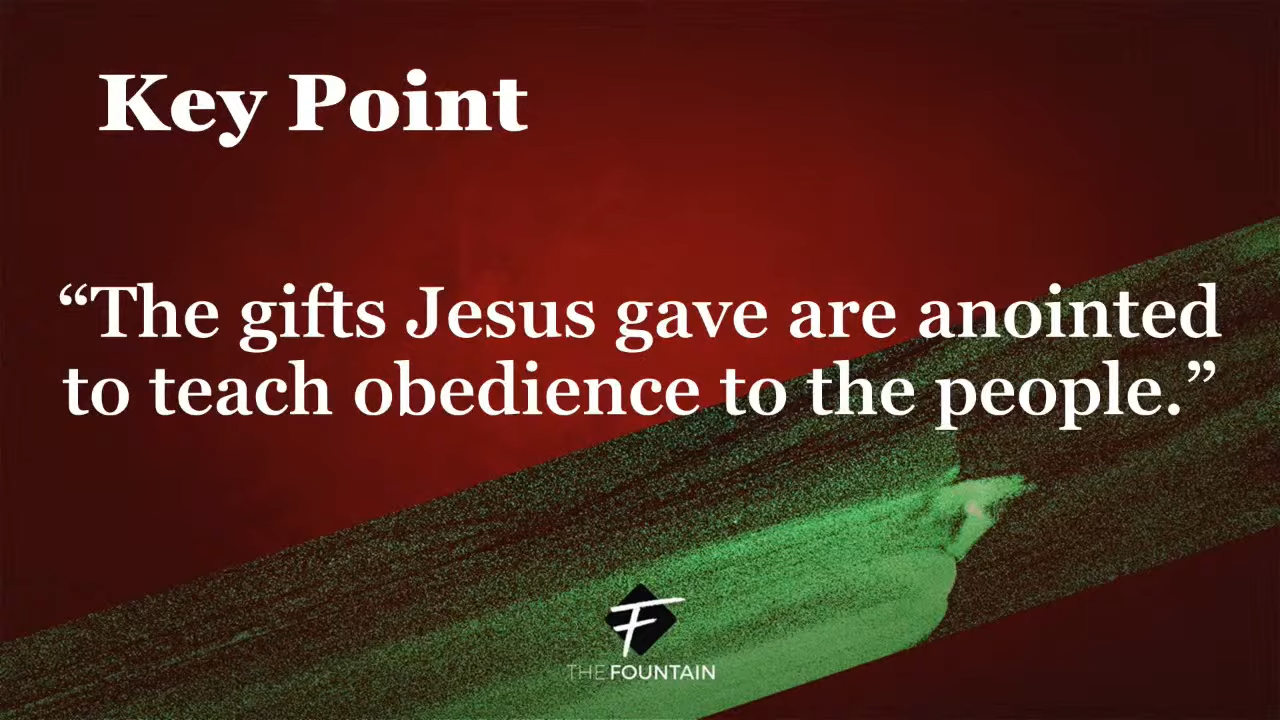 Key Point
“The gifts Jesus gave are anointed
to teach obedience to the people.”
F
THE FOUNTAIN